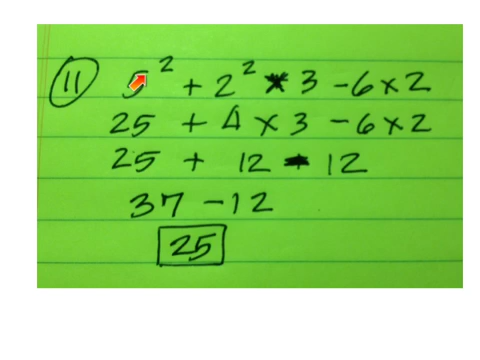 11 5² + 2² × 3 - 6 × 2
25 + 4 × 3 - 6 × 2
25 + 12 - 12
37 - 12
25